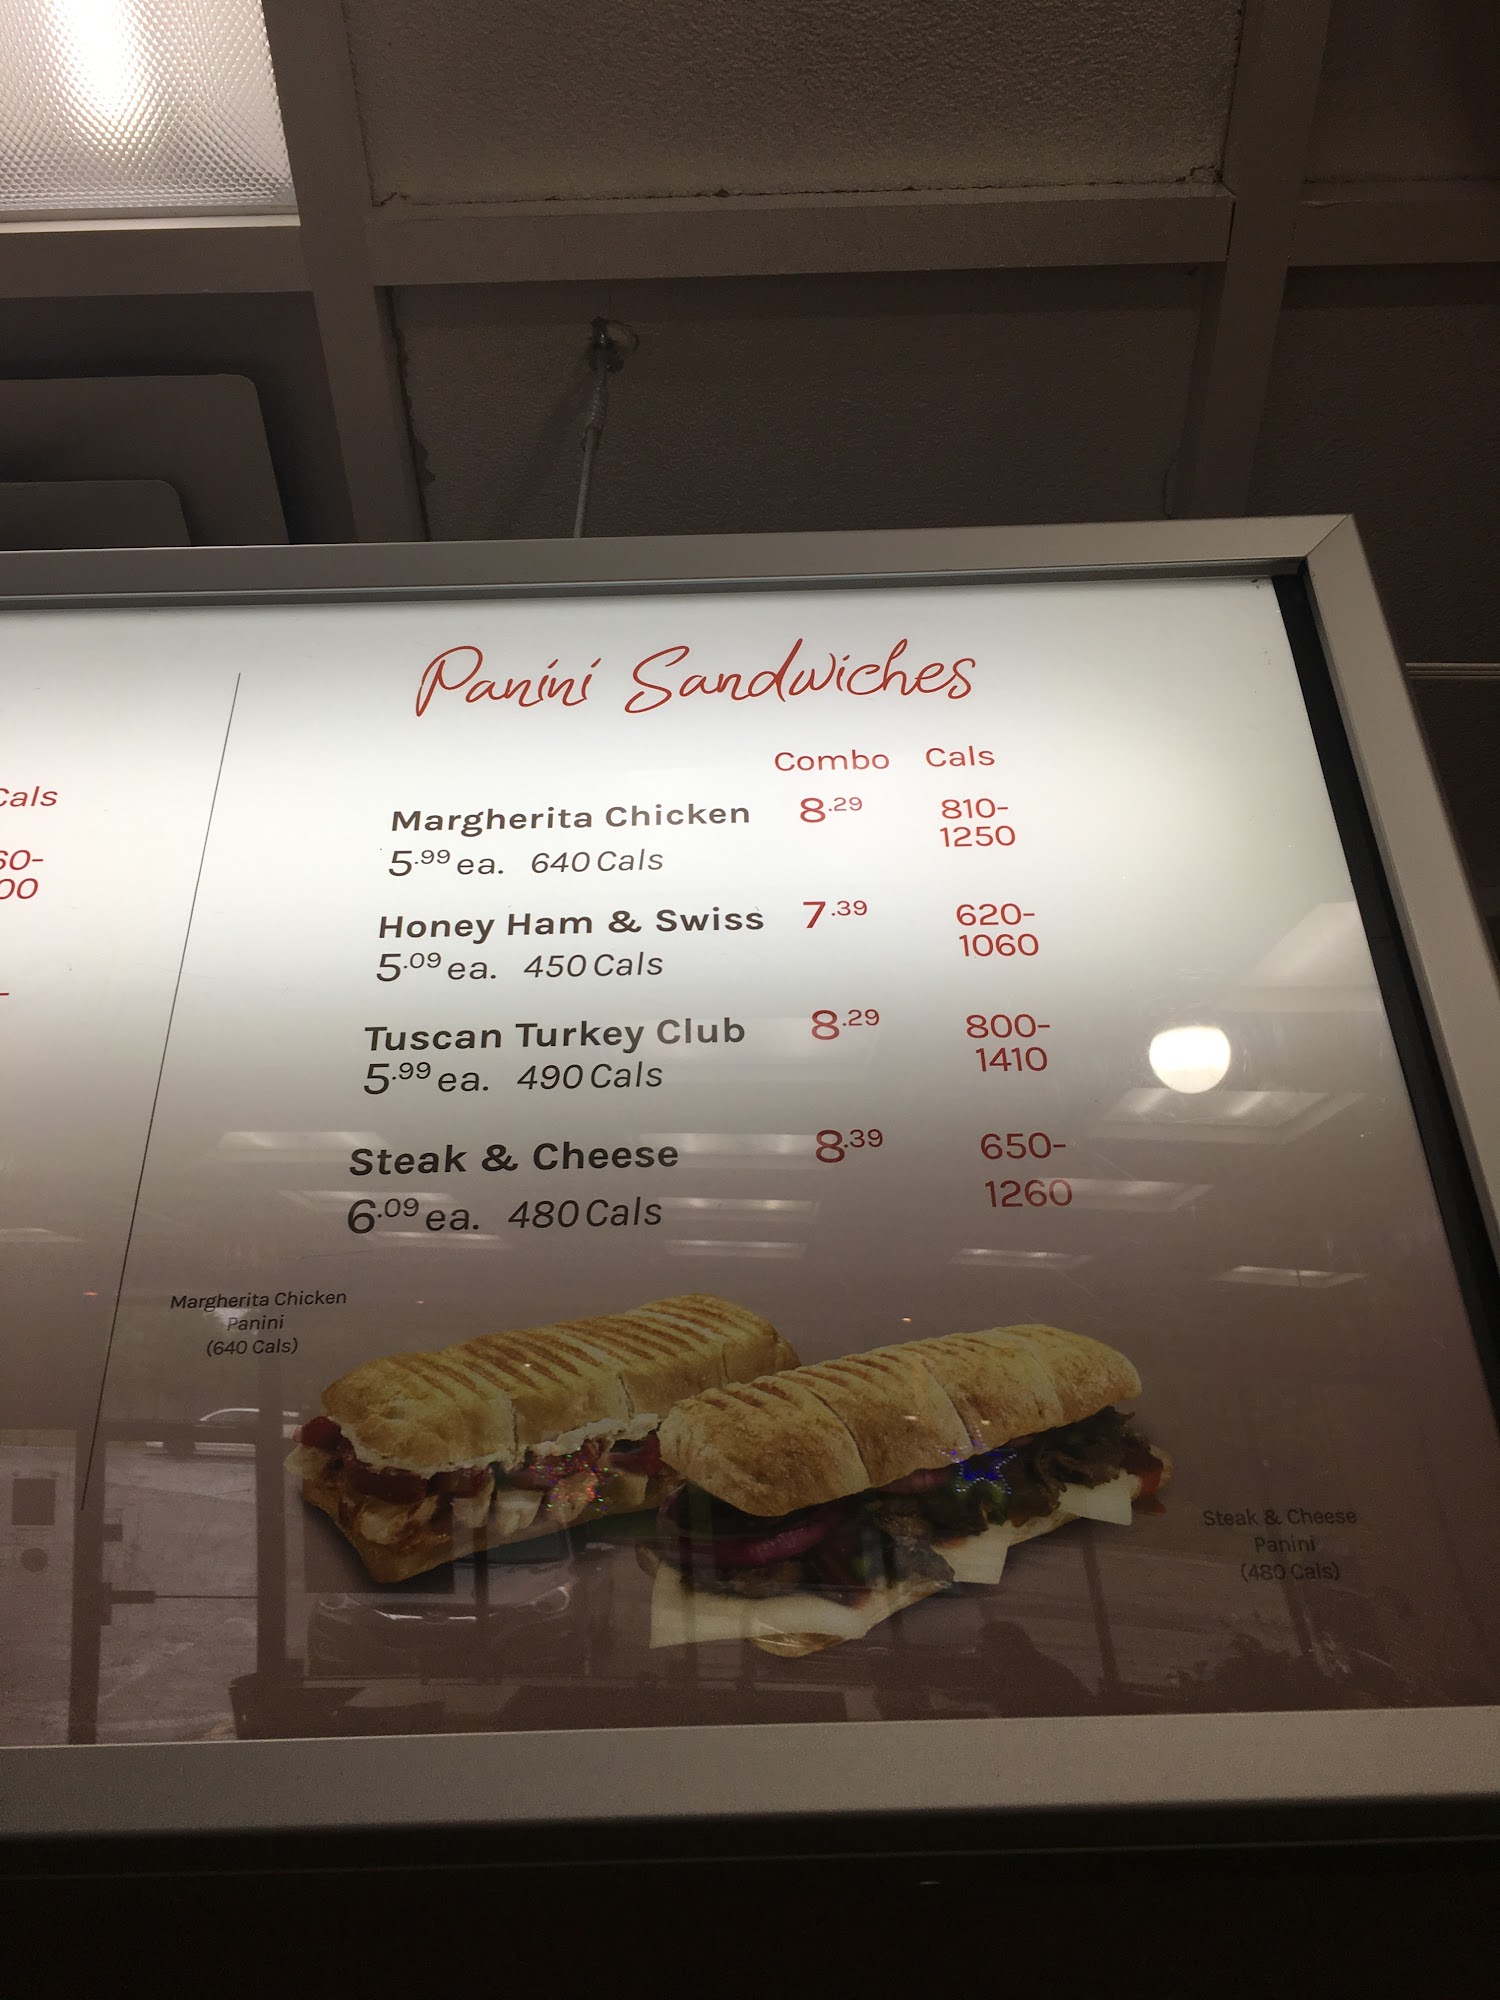 Cals
Panini Sandwiches
Combo Cals
Margherita Chicken 8.29 810-
1250
5.99 ea. 640 Cals
Honey Ham & Swiss 7.39 620-
1060
5.09 ea. 450 Cals
Tuscan Turkey Club 8.29 800-
1410
5.99 ea. 490 Cals
Steak & Cheese 8.39 650-
1260
6.09 ea. 480 Cals
Margherita Chicken
Panini
(640 Cals)
Steak & Cheese
Panini
(480 Cals)